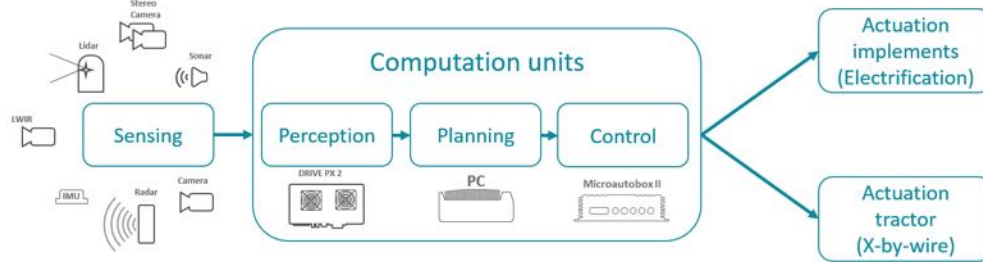 Stereo
Camera
Lidar
Sonar
LWIR
Sensing
IMU
Radar
Camera
Computation units
Perception
Planning
Control
DRIVE PX 2
PC
Microautobox II
Actuation
implements
(Electrification)
Actuation
tractor
(X-by-wire)